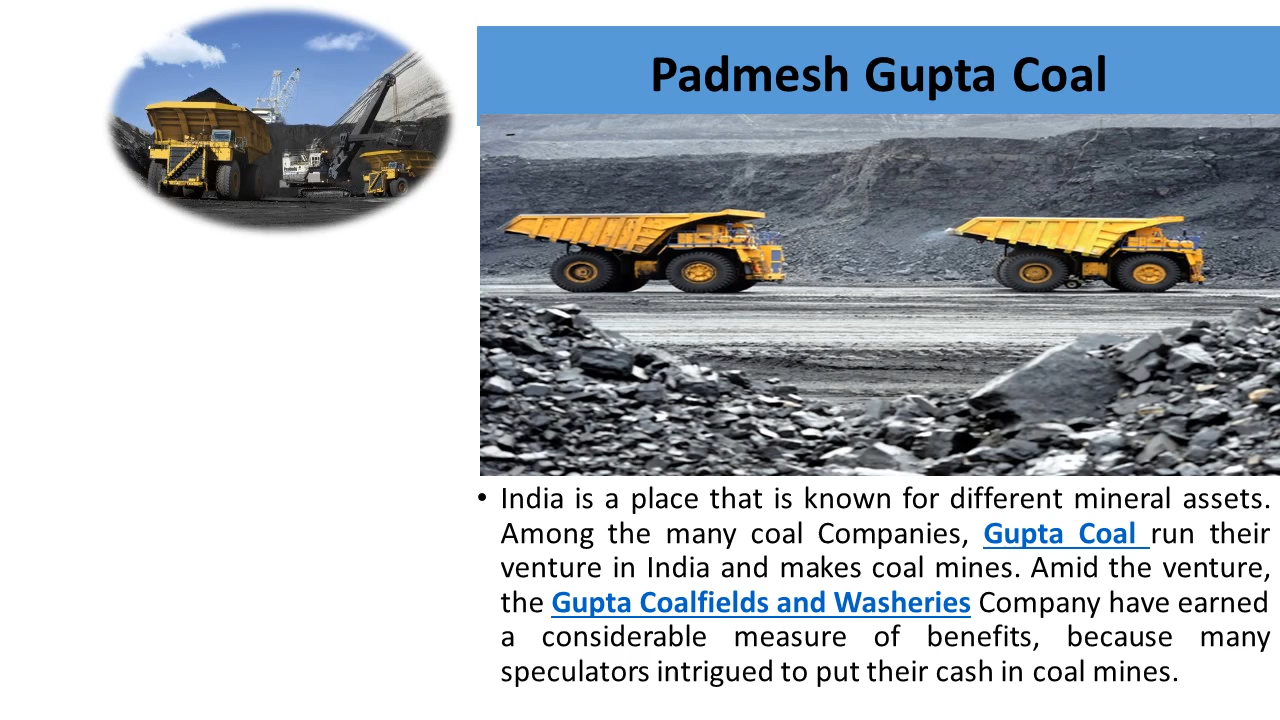 Padmesh Gupta Coal
• India is a place that is known for different mineral assets.
Among the many coal Companies, Gupta Coal run their
venture in India and makes coal mines. Amid the venture,
the Gupta Coalfields and Washeries Company have earned
a considerable measure of benefits, because many
speculators intrigued to put their cash in coal mines.